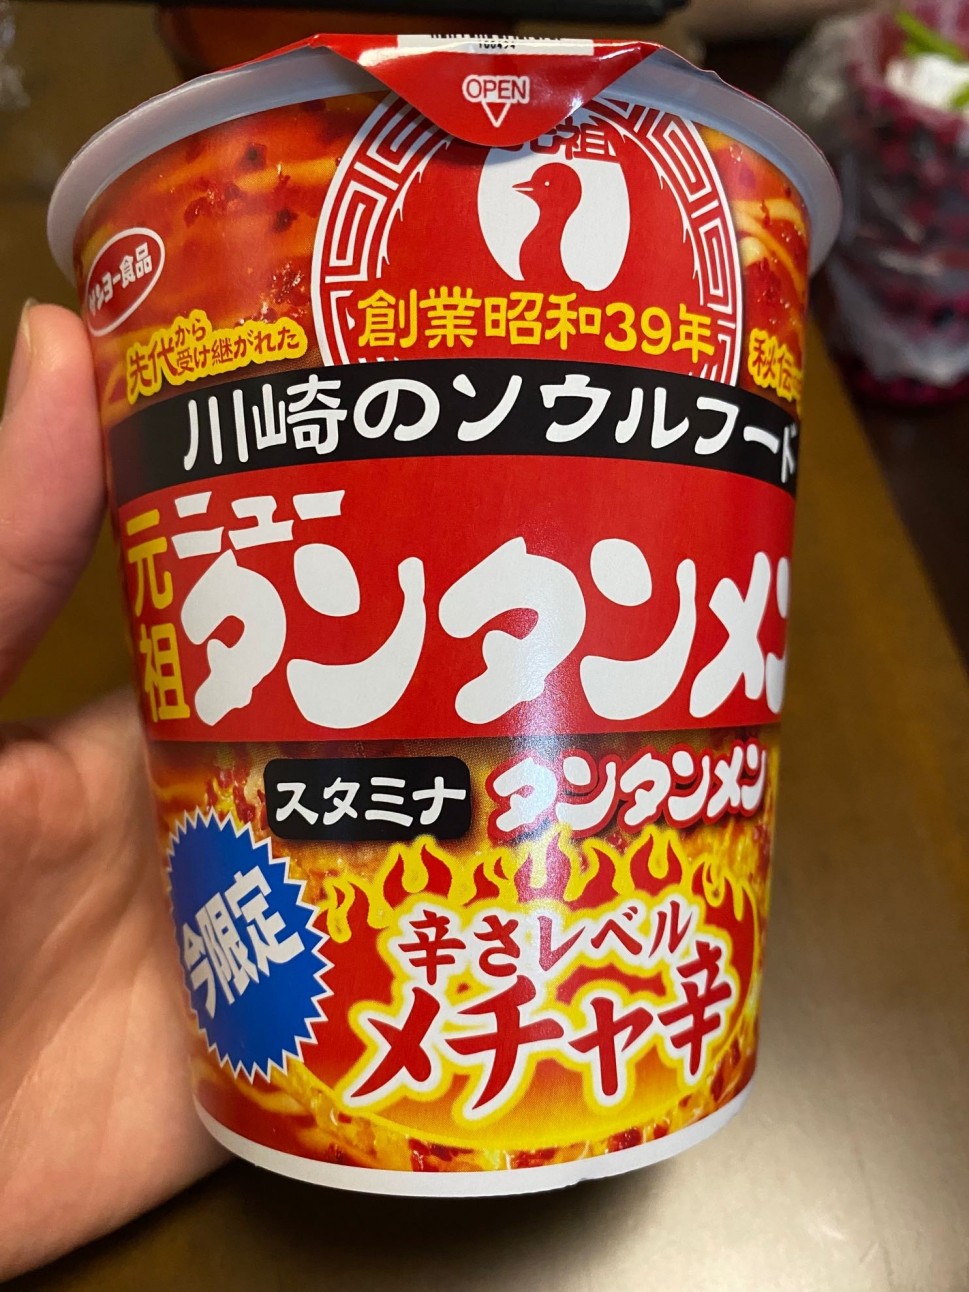 100494
OPEN
元祖
サンヨー食品
創業昭和39年
先代から受け継がれた
秘伝
川崎のソウルフード
元祖
ニュー
タンタンメン
スタミナ
タンタンメン
今限定
辛さレベル
メチャ辛